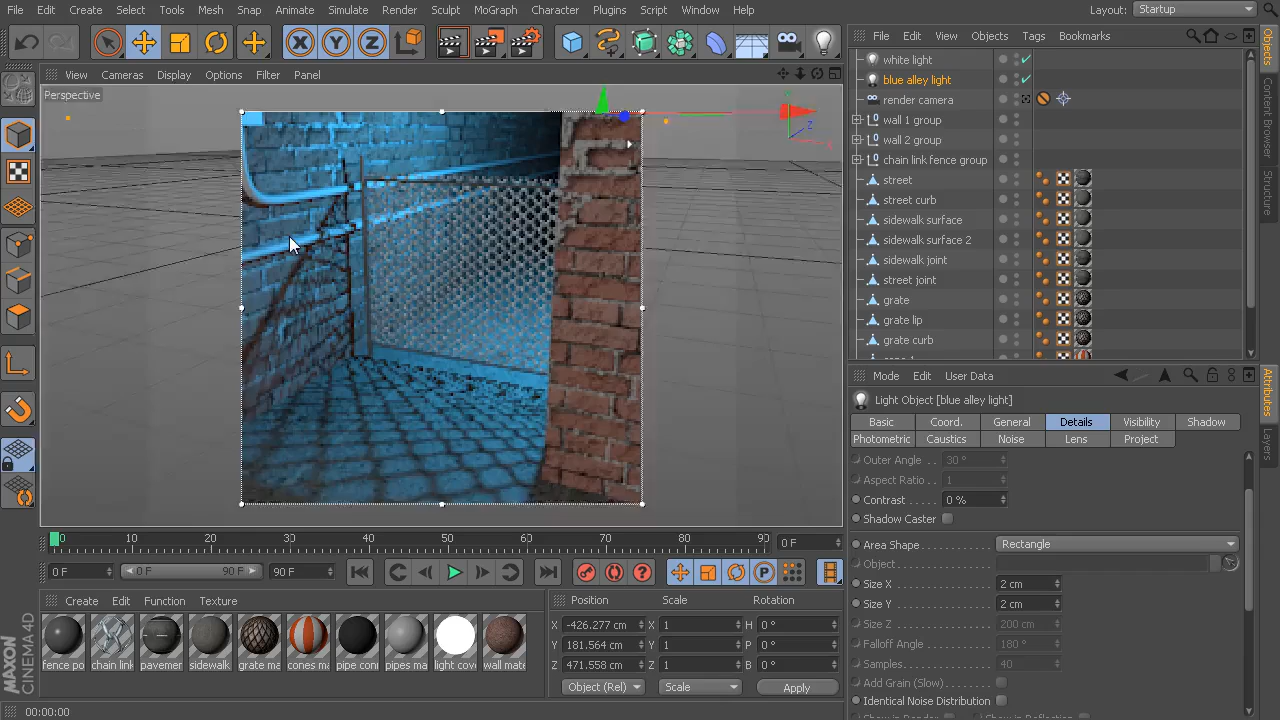 File Edit Create Select Tools Mesh Snap Animate Simulate Render Sculpt MoGraph Character Plugins Script Window Help
Layout: Startup
View Cameras Display Options Filter Panel
Perspective
Y
X
Z
File Edit View Objects Tags Bookmarks
white light
blue alley light
render camera
wall 1 group
wall 2 group
chain link fence group
street
street curb
sidewalk surface
sidewalk surface 2
sidewalk joint
street joint
grate
grate lip
grate curb
Objects
Content Browser
Structure
Mode Edit User Data
Light Object [blue alley light]
Basic Coord. General Details Visibility Shadow
Photometric Caustics Noise Lens Project
Outer Angle . . 30 °
Aspect Ratio . 1
Contrast . . . . . 0 %
Shadow Caster
Area Shape Rectangle
Object
Size X 2 cm
Size Y 2 cm
Size Z 200 cm
Falloff Angle 180 °
Samples 40
Add Grain (Slow)
Identical Noise Distribution
Attributes
Layers
0 10 20 30 40 50 60 70 80 90 0 F
0 F 0 F 90 F 90 F
Create Edit Function Texture
fence po chain link pavemer sidewalk grate ma cones ma pipe coni pipes ma light cove wall mate
Position Scale Rotation
X -426.277 cm X 1 H 0 °
Y 181.564 cm Y 1 P 0 °
Z 471.558 cm Z 1 B 0 °
Object (Rel) Scale Apply
MAXON CINEMA4D
00:00:00